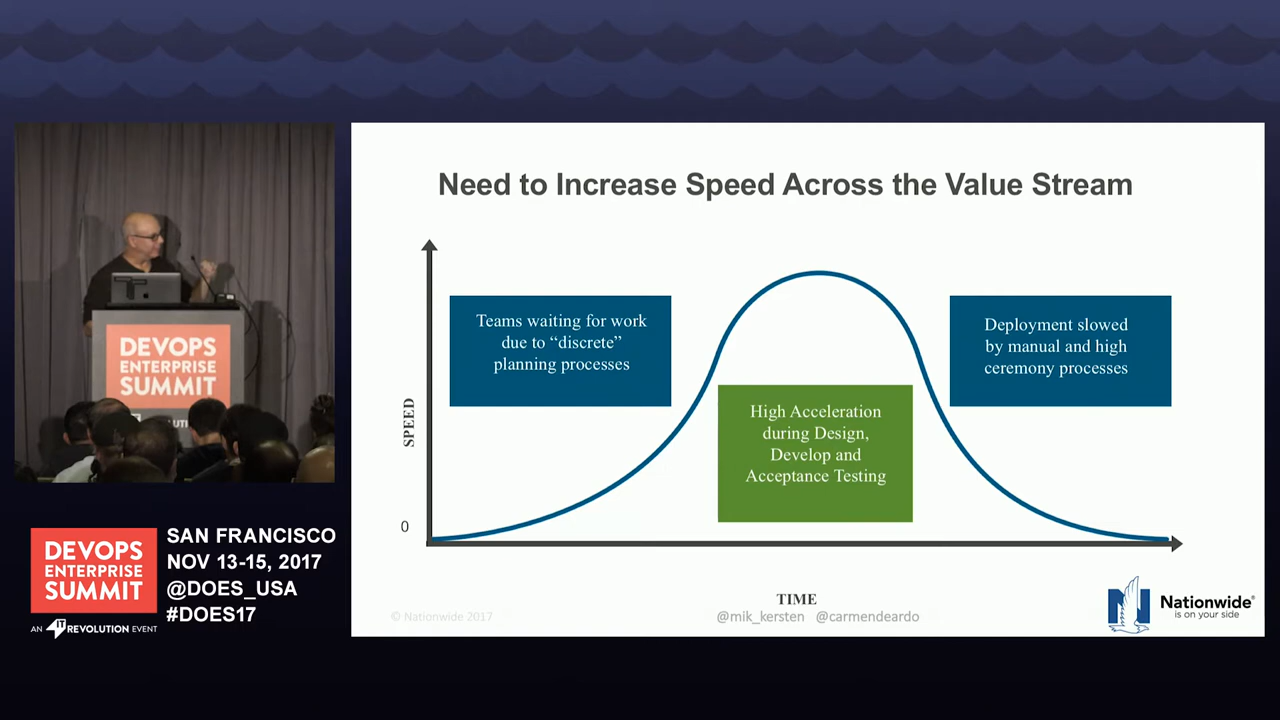 DEVOPS
ENTERPRISE
SUMMIT
DEVOPS
ENTERPRISE
SUMMIT
AN IT REVOLUTION EVENT
SAN FRANCISCO
NOV 13-15, 2017
@DOES_USA
#DOES17
Need to Increase Speed Across the Value Stream
Teams waiting for work
due to “discrete”
planning processes
High Acceleration
during Design,
Develop and
Acceptance Testing
Deployment slowed
by manual and high
ceremony processes
SPEED
0
TIME
© Nationwide 2017
@mik_kersten @carmendeardo
N
Nationwide®
is on your side